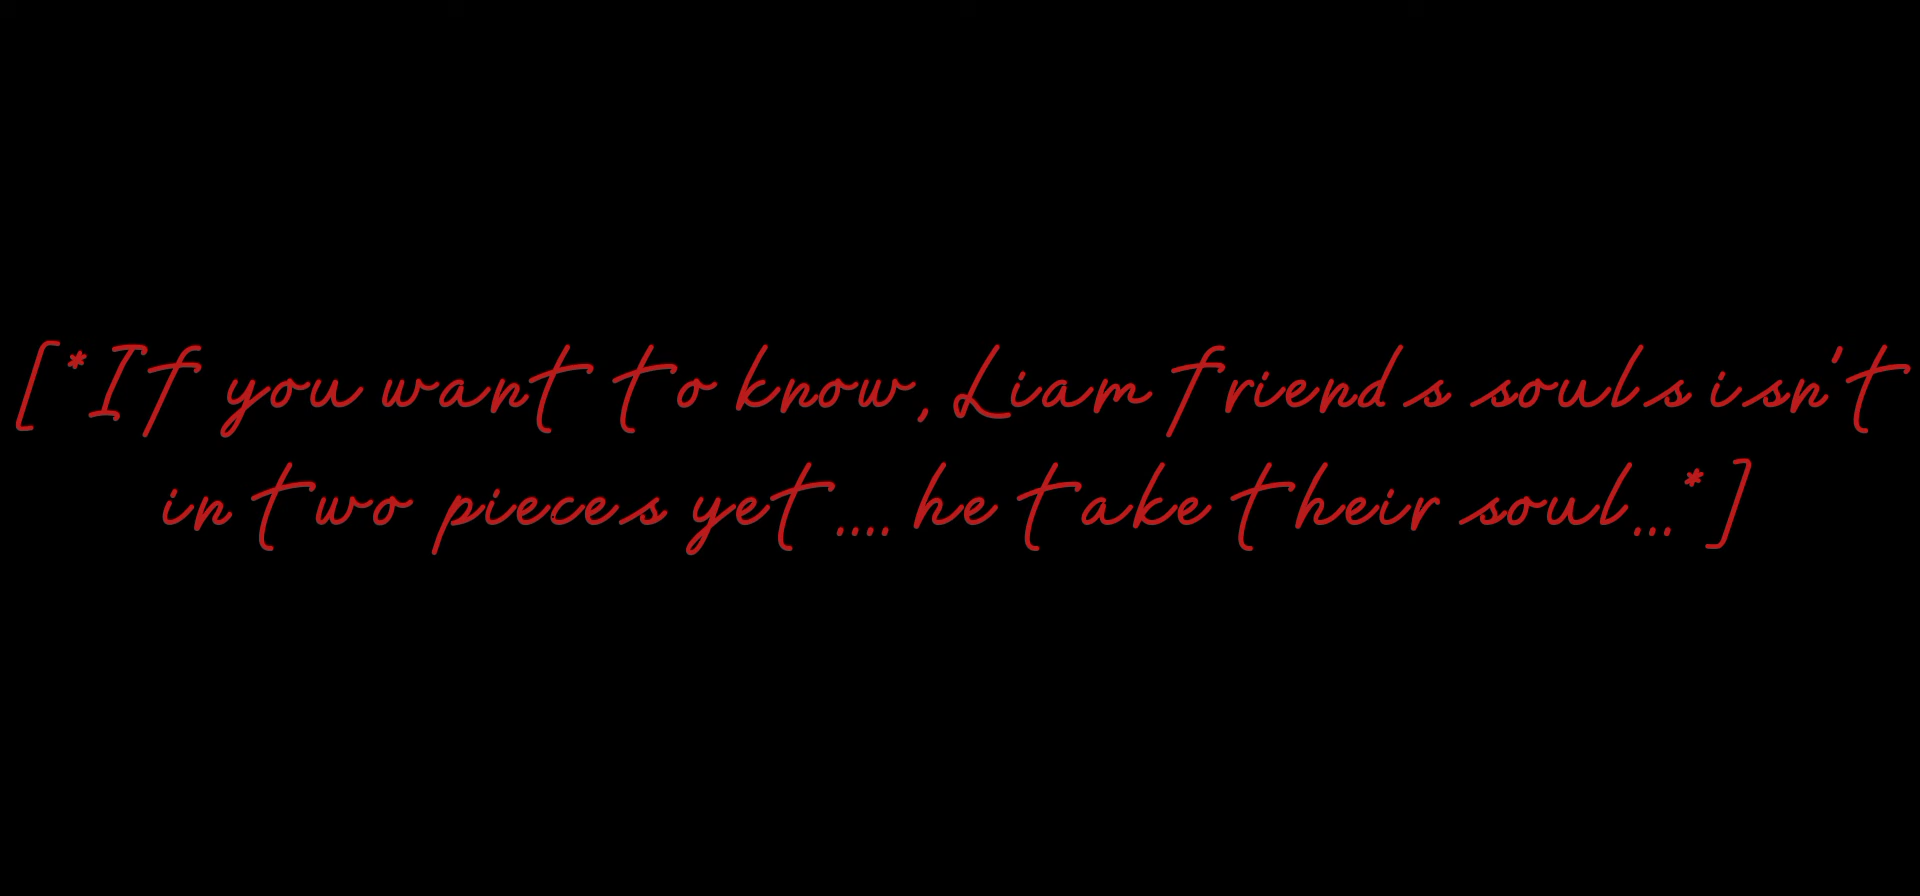 [*If you want to know, Liam friends souls isn't
in two pieces yet.... he take their soul...*]